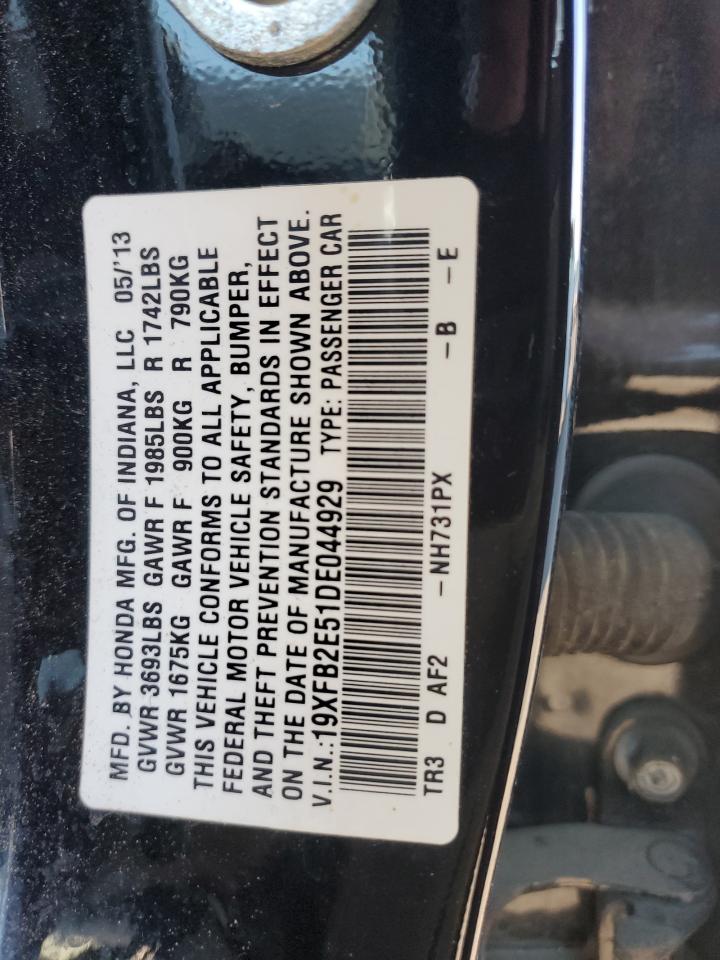 MFD. BY HONDA MFG. OF INDIANA, LLC 05/'13
GVWR 3693LBS GAWR F 1985LBS R 1742LBS
GVWR 1675KG GAWR F 900KG R 790KG
THIS VEHICLE CONFORMS TO ALL APPLICABLE
FEDERAL MOTOR VEHICLE SAFETY, BUMPER,
AND THEFT PREVENTION STANDARDS IN EFFECT
ON THE DATE OF MANUFACTURE SHOWN ABOVE.
V.I.N.:19XFB2E51DE044929 TYPE: PASSENGER CAR
TR3 D AF2 -NH731PX -B -E